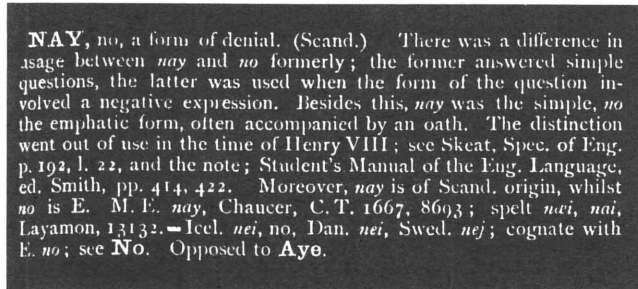 NAY, no, a form of denial. (Scand.) There was a difference in
usage between nay and no formerly; the former answered simple
questions, the latter was used when the form of the question in-
volved a negative expression. Besides this, nay was the simple, no
the emphatic form, often accompanied by an oath. The distinction
went out of use in the time of Henry VIII; see Skeat, Spec. of Eng.
p. 192, l. 22, and the note; Student's Manual of the Eng. Language,
ed. Smith, pp. 414, 422. Moreover, nay is of Scand. origin, whilst
no is E. M. E. nay, Chaucer, C. T. 1667, 8693; spelt næi, nai,
Layamon, 13132. – Icel. nei, no, Dan. nei, Swed. nej; cognate with
E. no; see No. Opposed to Aye.